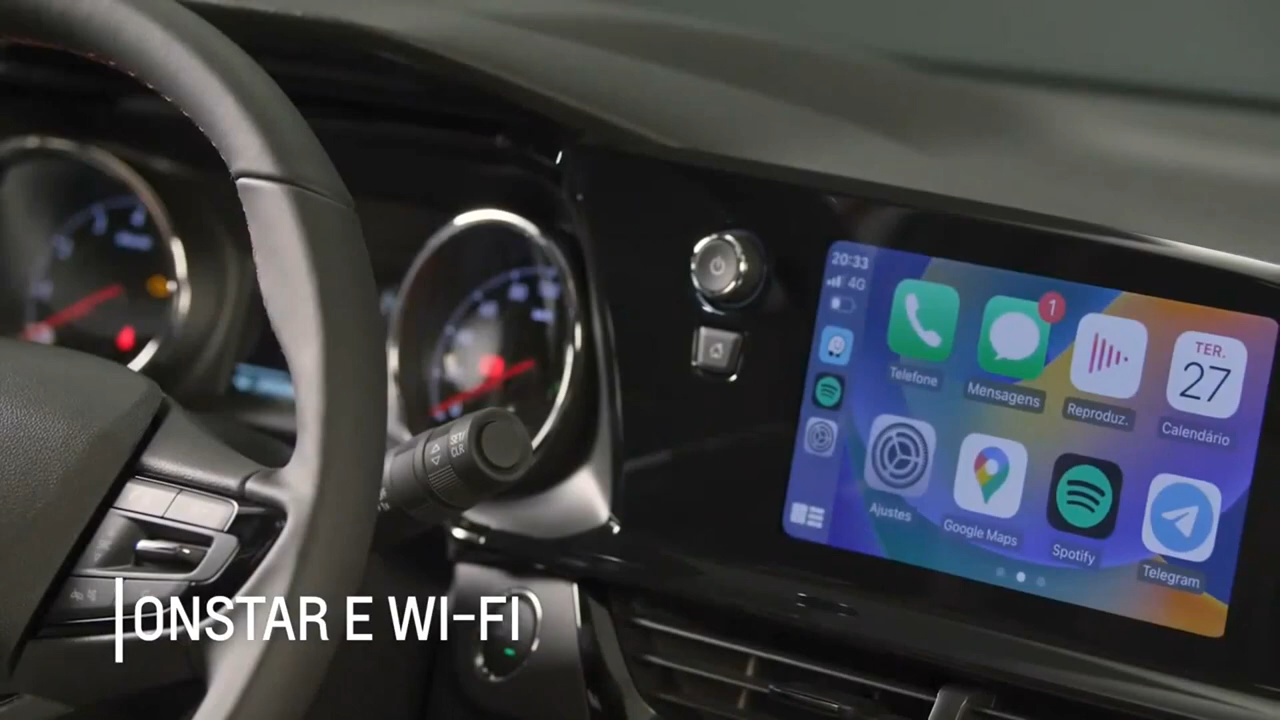 SET/
CLR
20:33
4G
1
TER.
27
Telefone
Mensagens
Reproduz.
Calendário
Ajustes
Google Maps
Spotify
Telegram
ONSTAR E WI-FI